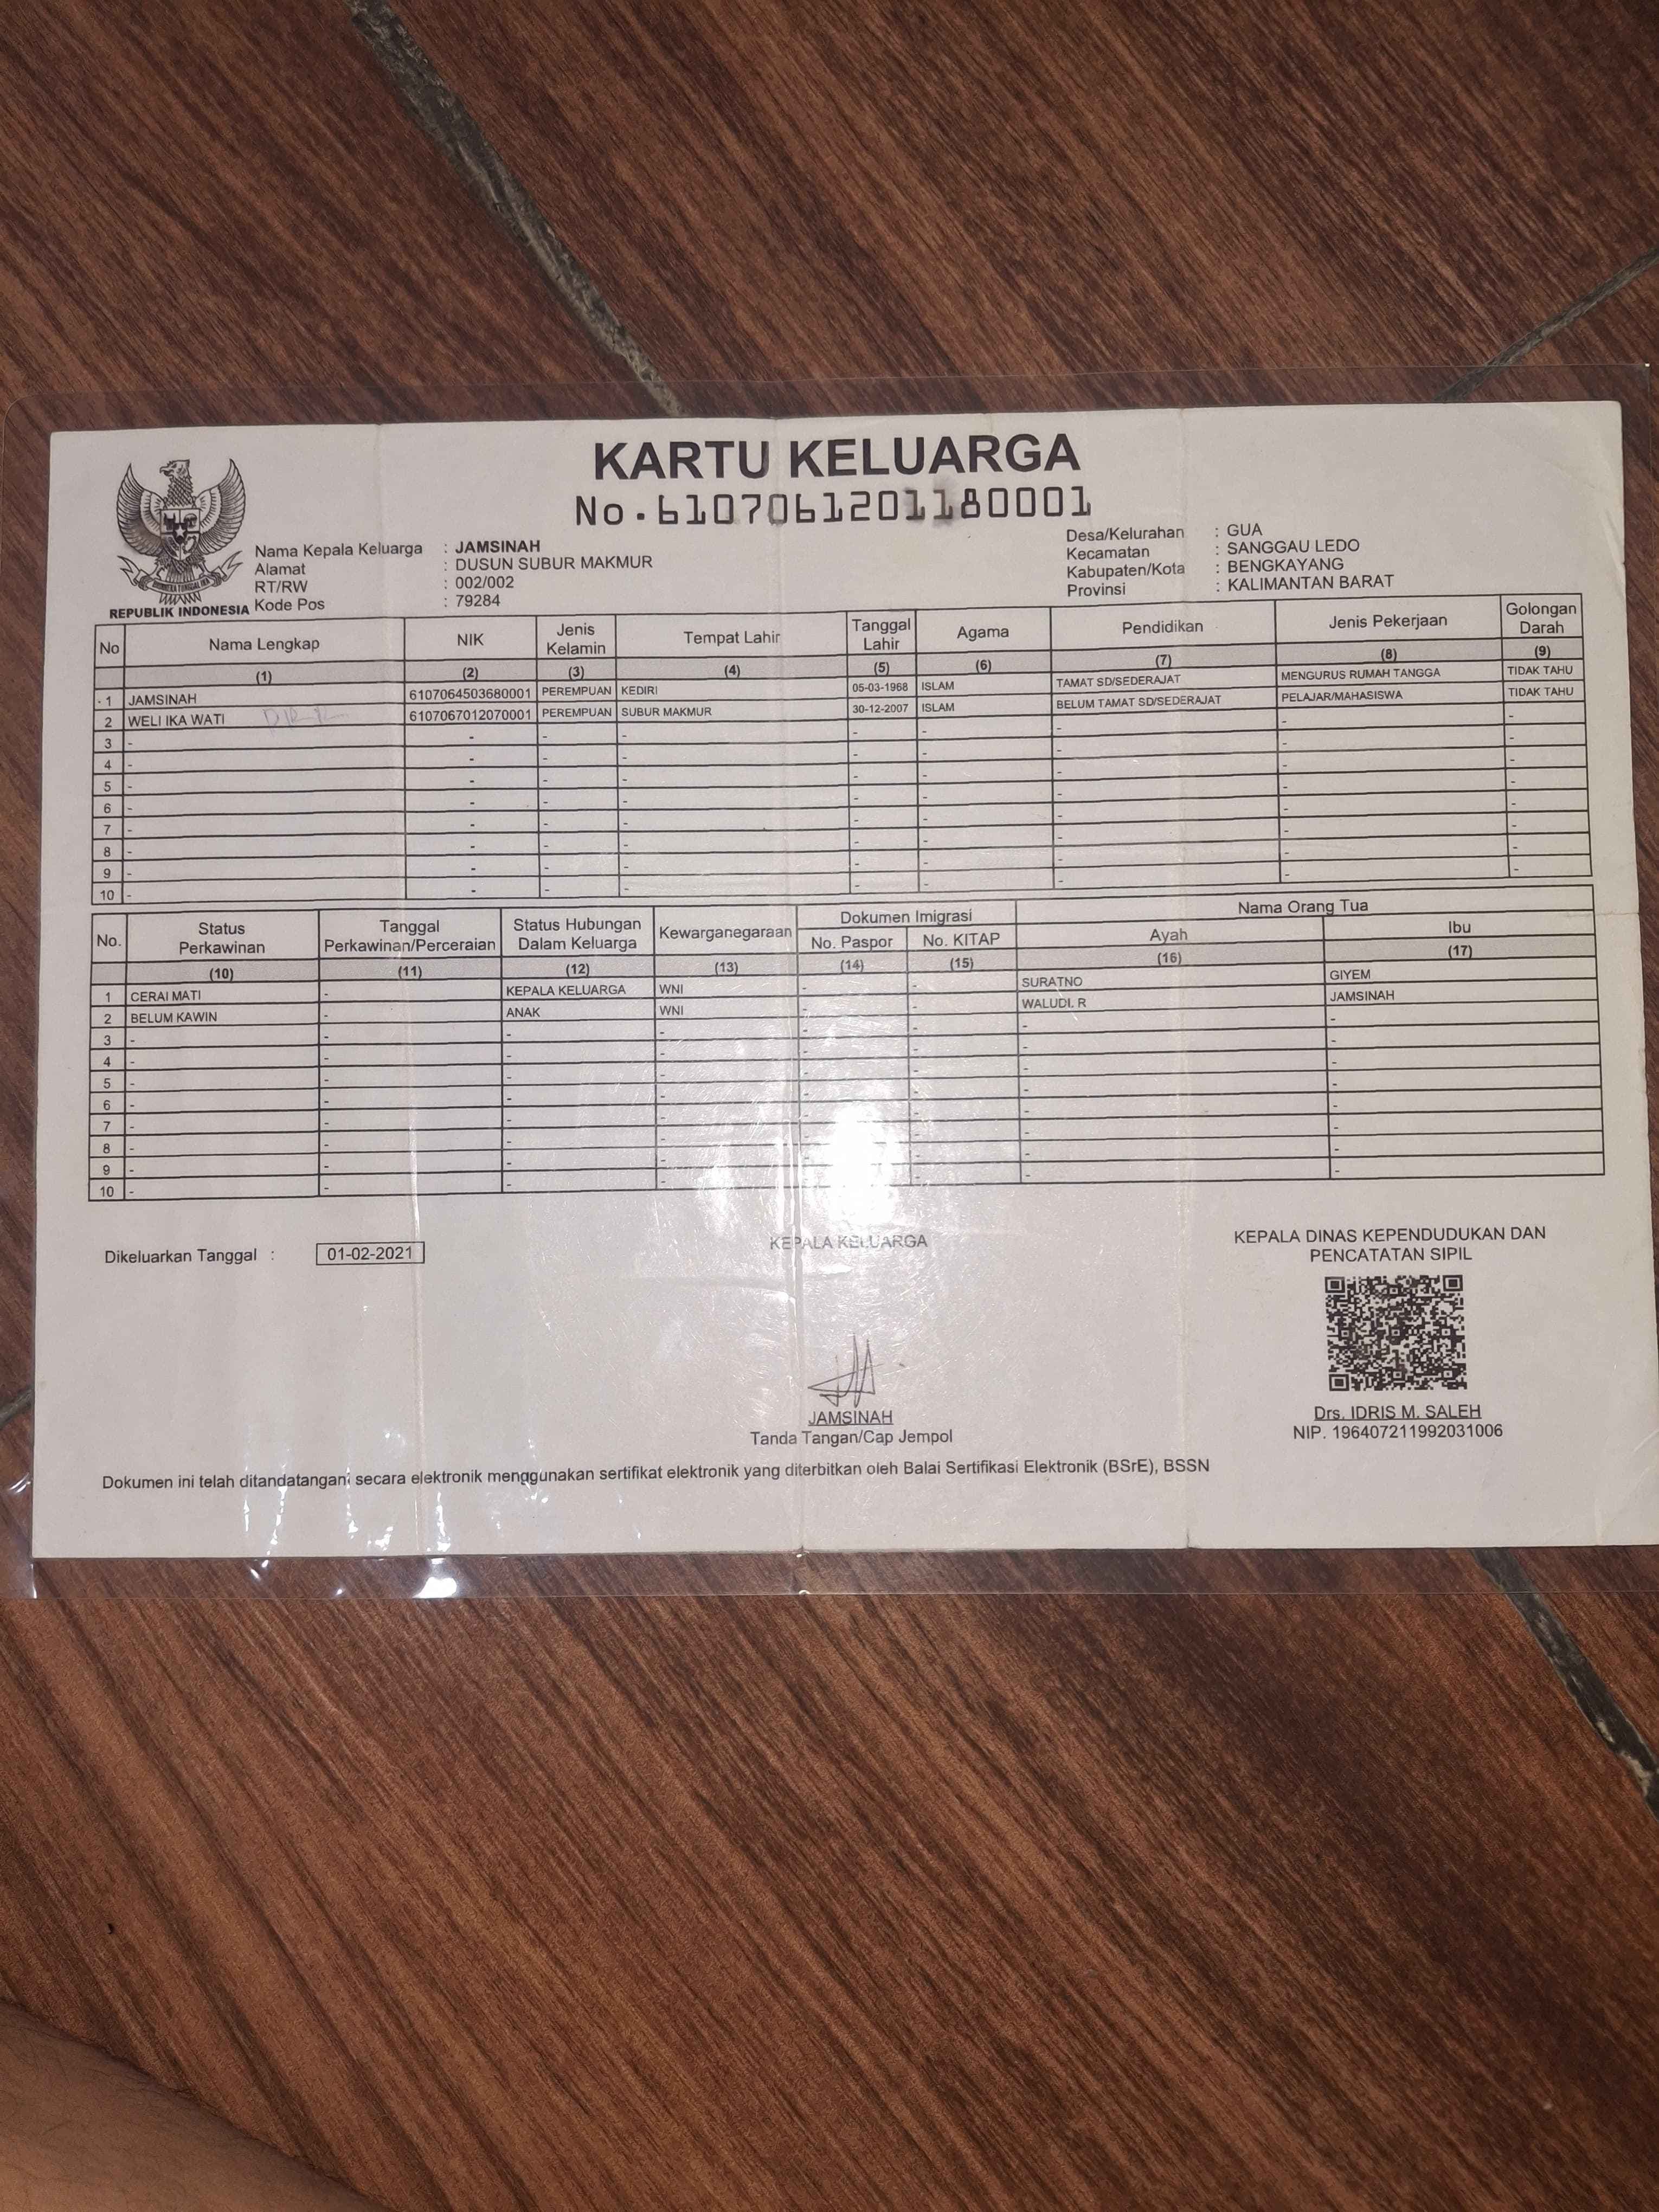 KARTU KELUARGA
No. 6107061201180001
Nama Kepala Keluarga : JAMSINAH
Alamat : DUSUN SUBUR MAKMUR
RT/RW : 002/002
Kode Pos : 79284
Desa/Kelurahan : GUA
Kecamatan : SANGGAU LEDO
Kabupaten/Kota : BENGKAYANG
Provinsi : KALIMANTAN BARAT
REPUBLIK INDONESIA
No Nama Lengkap NIK Jenis Kelamin Tempat Lahir Tanggal Lahir Agama Pendidikan Jenis Pekerjaan Golongan Darah
(1) (2) (3) (4) (5) (6) (7) (8) (9)
1 JAMSINAH 6107064503680001 PEREMPUAN KEDIRI 05-03-1968 ISLAM TAMAT SD/SEDERAJAT MENGURUS RUMAH TANGGA TIDAK TAHU
2 WELI IKA WATI 6107067012070001 PEREMPUAN SUBUR MAKMUR 30-12-2007 ISLAM BELUM TAMAT SD/SEDERAJAT PELAJAR/MAHASISWA TIDAK TAHU
3 - - - - - - - - -
4 - - - - - - - - -
5 - - - - - - - - -
6 - - - - - - - - -
7 - - - - - - - - -
8 - - - - - - - - -
9 - - - - - - - - -
10 - - - - - - - - -
No. Status Perkawinan Tanggal Perkawinan/Perceraian Status Hubungan Dalam Keluarga Kewarganegaraan Dokumen Imigrasi Nama Orang Tua
No. Paspor No. KITAP Ayah Ibu
(10) (11) (12) (13) (14) (15) (16) (17)
1 CERAI MATI - KEPALA KELUARGA WNI - - SURATNO GIYEM
2 BELUM KAWIN - ANAK WNI - - WALUDI. R JAMSINAH
3 - - - - - - - -
4 - - - - - - - -
5 - - - - - - - -
6 - - - - - - - -
7 - - - - - - - -
8 - - - - - - - -
9 - - - - - - - -
10 - - - - - - - -
Dikeluarkan Tanggal : 01-02-2021
KEPALA KELUARGA
JAMSINAH
Tanda Tangan/Cap Jempol
KEPALA DINAS KEPENDUDUKAN DAN
PENCATATAN SIPIL
Drs. IDRIS M. SALEH
NIP. 196407211992031006
Dokumen ini telah ditandatangani secara elektronik menggunakan sertifikat elektronik yang diterbitkan oleh Balai Sertifikasi Elektronik (BSrE), BSSN